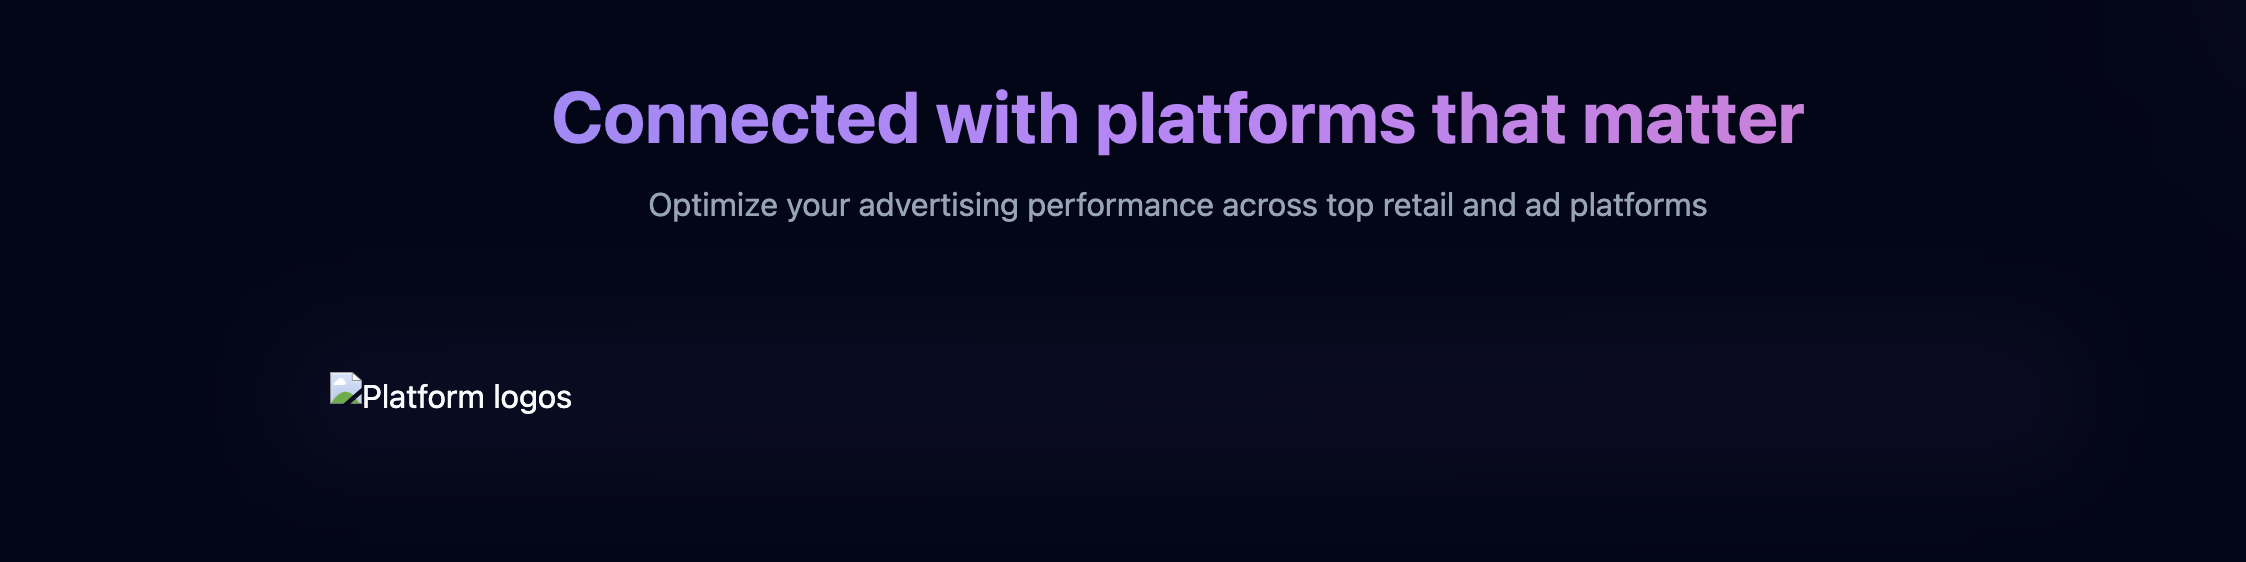 Connected with platforms that matter
Optimize your advertising performance across top retail and ad platforms
Platform logos